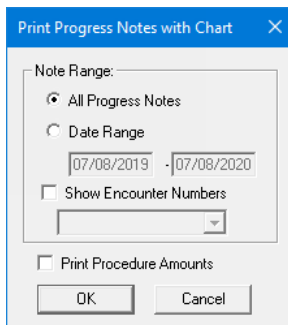 Print Progress Notes with Chart
Note Range:
All Progress Notes
Date Range
07/08/2019 - 07/08/2020
Show Encounter Numbers
Print Procedure Amounts
OK Cancel